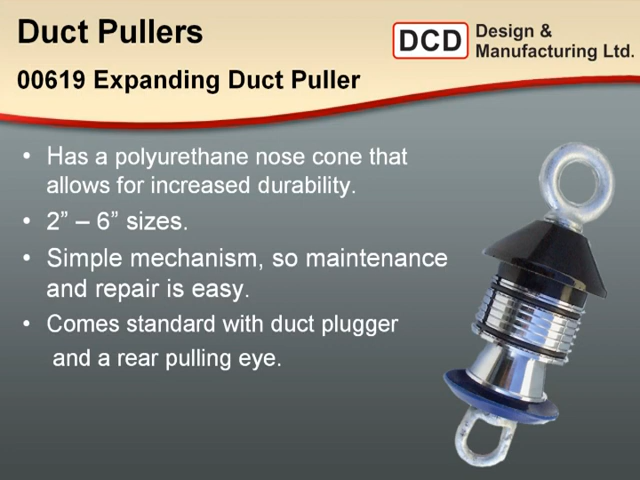 Duct Pullers
00619 Expanding Duct Puller
DCD
Design &
Manufacturing Ltd.
• Has a polyurethane nose cone that
allows for increased durability.
• 2” – 6” sizes.
• Simple mechanism, so maintenance
and repair is easy.
• Comes standard with duct plugger
and a rear pulling eye.